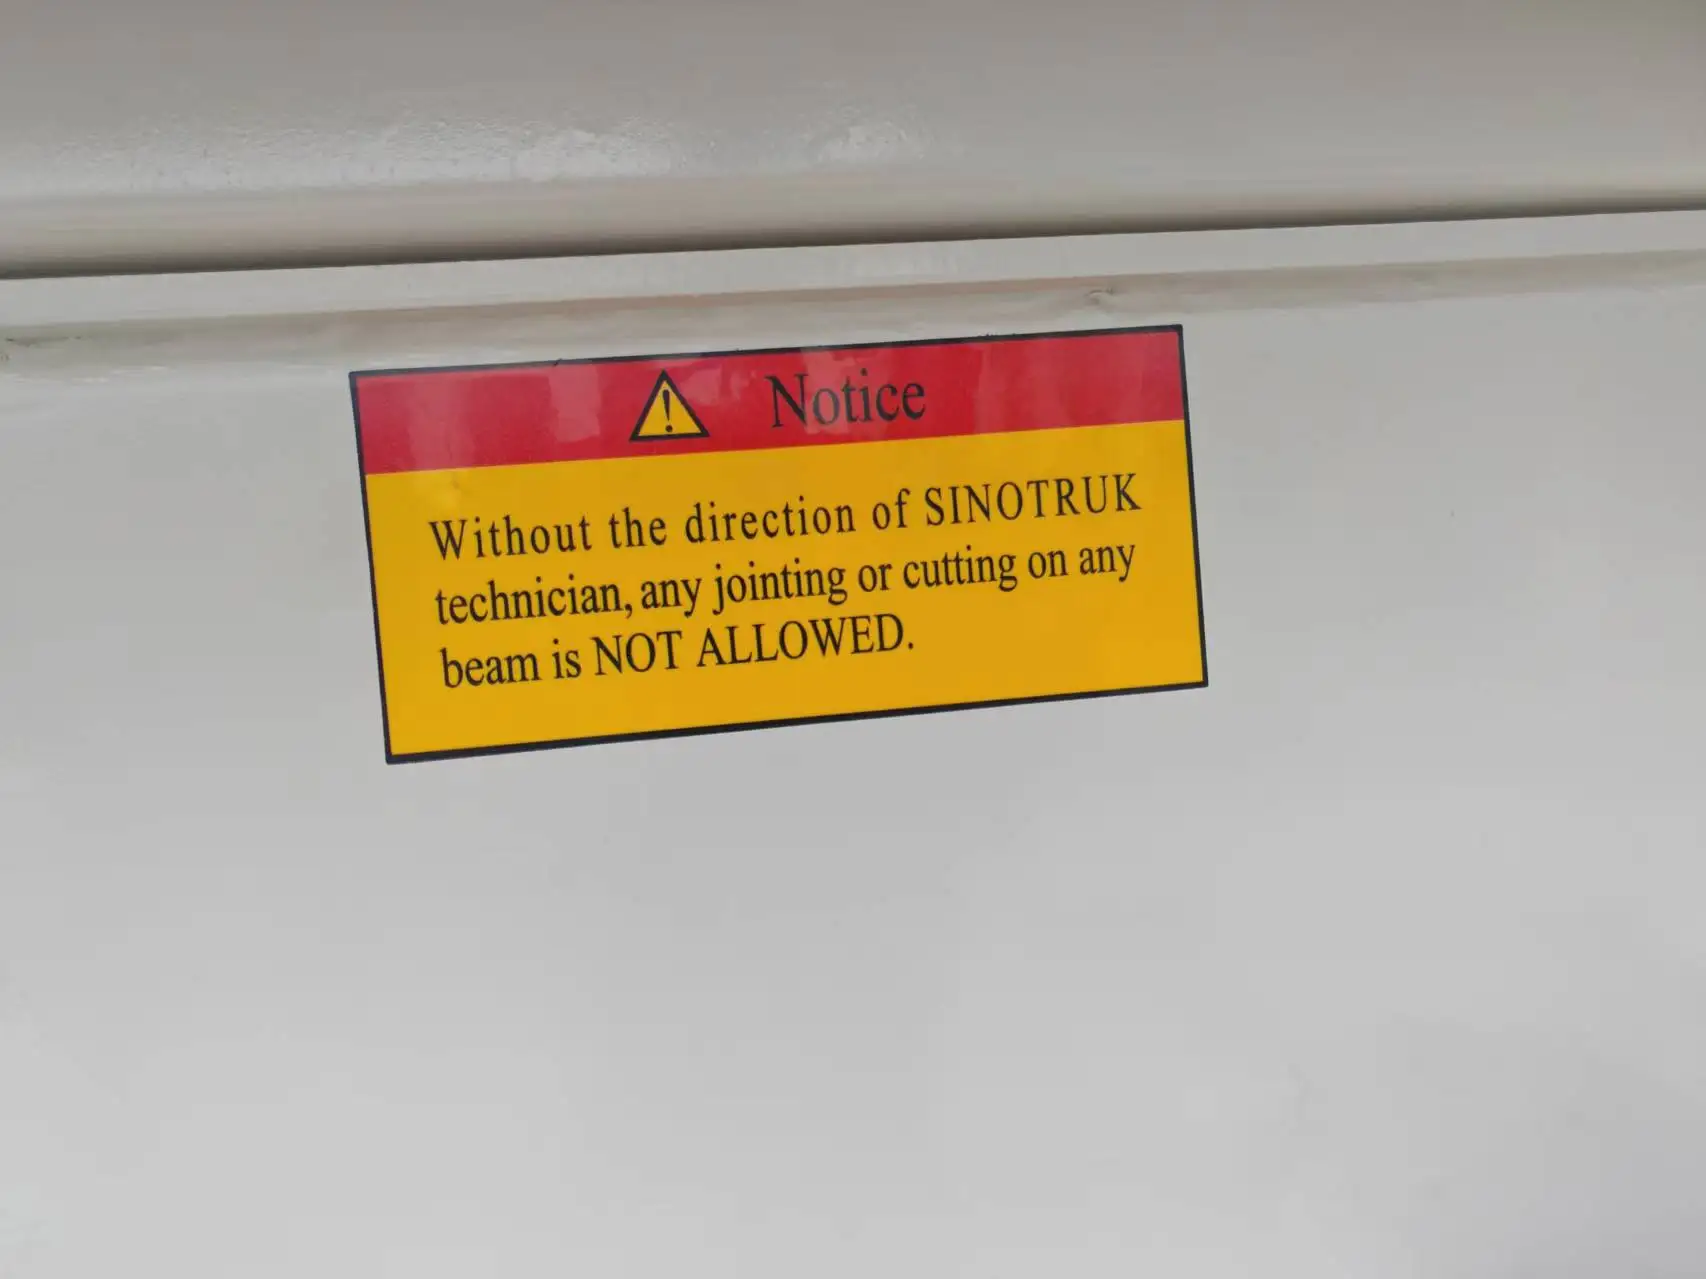 Notice
Without the direction of SINOTRUK
technician, any jointing or cutting on any
beam is NOT ALLOWED.